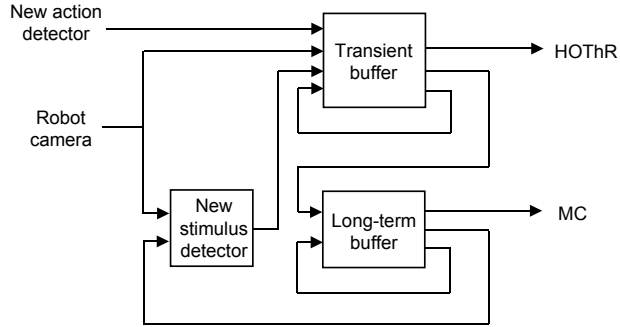 New action
detector
Transient
buffer
HOThR
Robot
camera
New
stimulus
detector
Long-term
buffer
MC